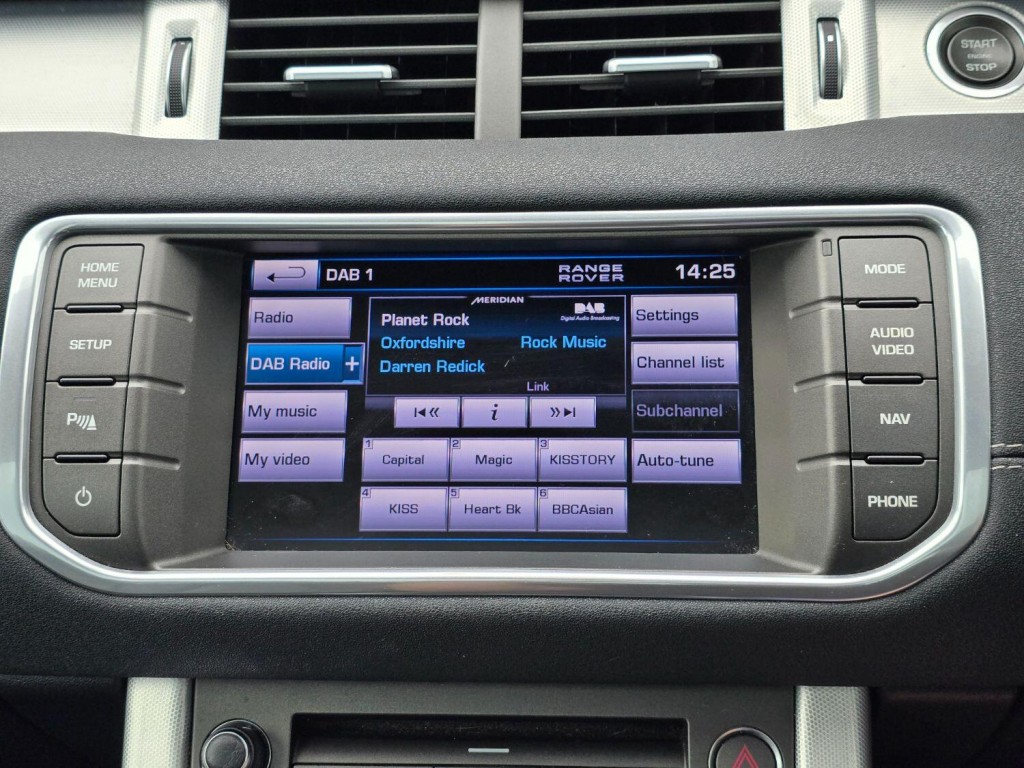 START
ENGINE
STOP
HOME
MENU
SETUP
P
MODE
AUDIO
VIDEO
NAV
PHONE
DAB 1
RANGE
ROVER
14:25
Radio
DAB Radio +
My music
My video
MERIDIAN
Planet Rock
DAB
Digital Audio Broadcasting
Oxfordshire
Rock Music
Darren Redick
Link
i
Settings
Channel list
Subchannel
Auto-tune
1 Capital
2 Magic
3 KISSTORY
4 KISS
5 Heart Bk
6 BBCAsian